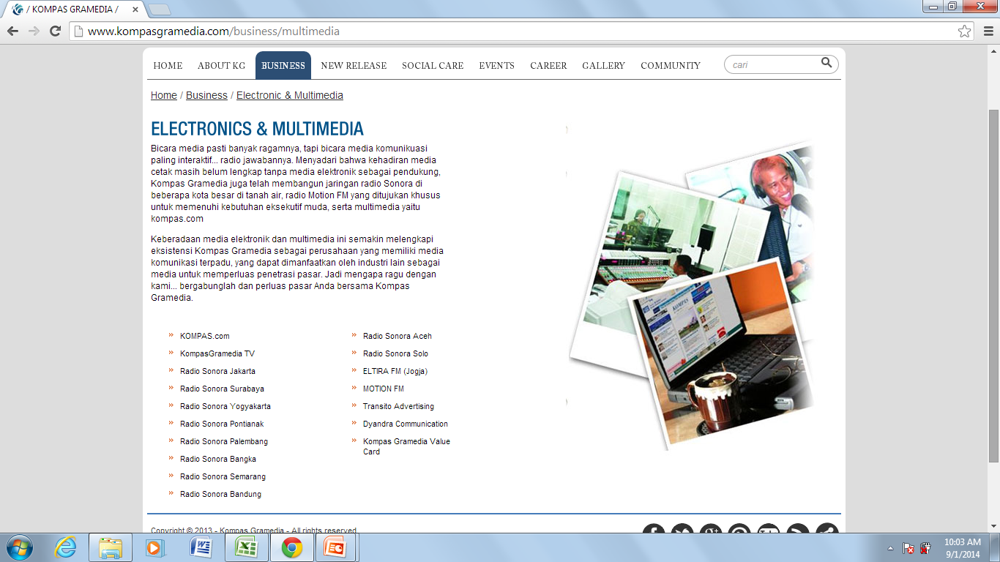 / KOMPAS GRAMEDIA /
www.kompasgramedia.com/business/multimedia
HOME ABOUT KG BUSINESS NEW RELEASE SOCIAL CARE EVENTS CAREER GALLERY COMMUNITY cari
Home / Business / Electronic & Multimedia
ELECTRONICS & MULTIMEDIA
Bicara media pasti banyak ragamnya, tapi bicara media komunikuasi
paling interaktif... radio jawabannya. Menyadari bahwa kehadiran media
cetak masih belum lengkap tanpa media elektronik sebagai pendukung,
Kompas Gramedia juga telah membangun jaringan radio Sonora di
beberapa kota besar di tanah air, radio Motion FM yang ditujukan khusus
untuk memenuhi kebutuhan eksekutif muda, serta multimedia yaitu
kompas.com
Keberadaan media elektronik dan multimedia ini semakin melengkapi
eksistensi Kompas Gramedia sebagai perusahaan yang memiliki media
komunikasi terpadu, yang dapat dimanfaatkan oleh industri lain sebagai
media untuk memperluas penetrasi pasar. Jadi mengapa ragu dengan
kami... bergabunglah dan perluas pasar Anda bersama Kompas
Gramedia.
KOMPAS.com
KompasGramedia TV
Radio Sonora Jakarta
Radio Sonora Surabaya
Radio Sonora Yogyakarta
Radio Sonora Pontianak
Radio Sonora Palembang
Radio Sonora Bangka
Radio Sonora Semarang
Radio Sonora Bandung
Radio Sonora Aceh
Radio Sonora Solo
ELTIRA FM (Jogja)
MOTION FM
Transito Advertising
Dyandra Communication
Kompas Gramedia Value
Card
KOMPAS
Copyright © 2013 - Kompas Gramedia - All rights reserved
10:03 AM
9/1/2014